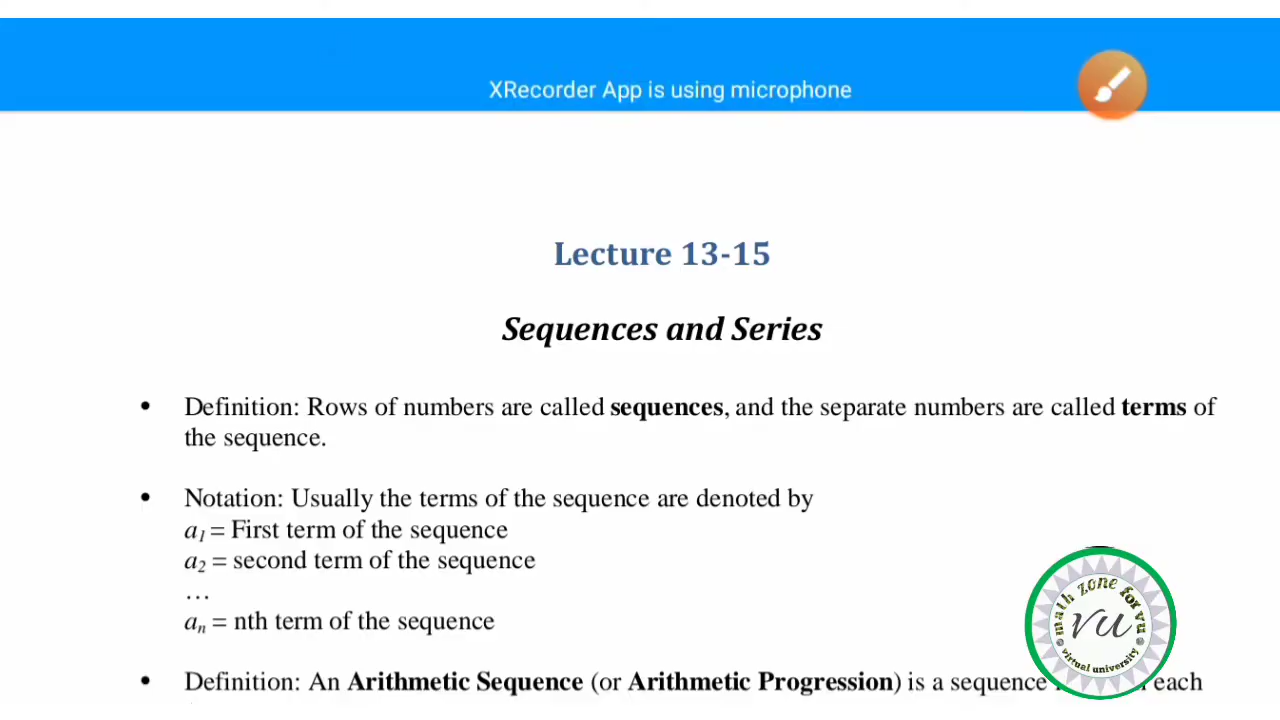 XRecorder App is using microphone
Lecture 13-15
Sequences and Series
• Definition: Rows of numbers are called sequences, and the separate numbers are called terms of
the sequence.
• Notation: Usually the terms of the sequence are denoted by
a₁ = First term of the sequence
a₂ = second term of the sequence
…
aₙ = nth term of the sequence
math zone for vu
vu
virtual university
• Definition: An Arithmetic Sequence (or Arithmetic Progression) is a sequence each